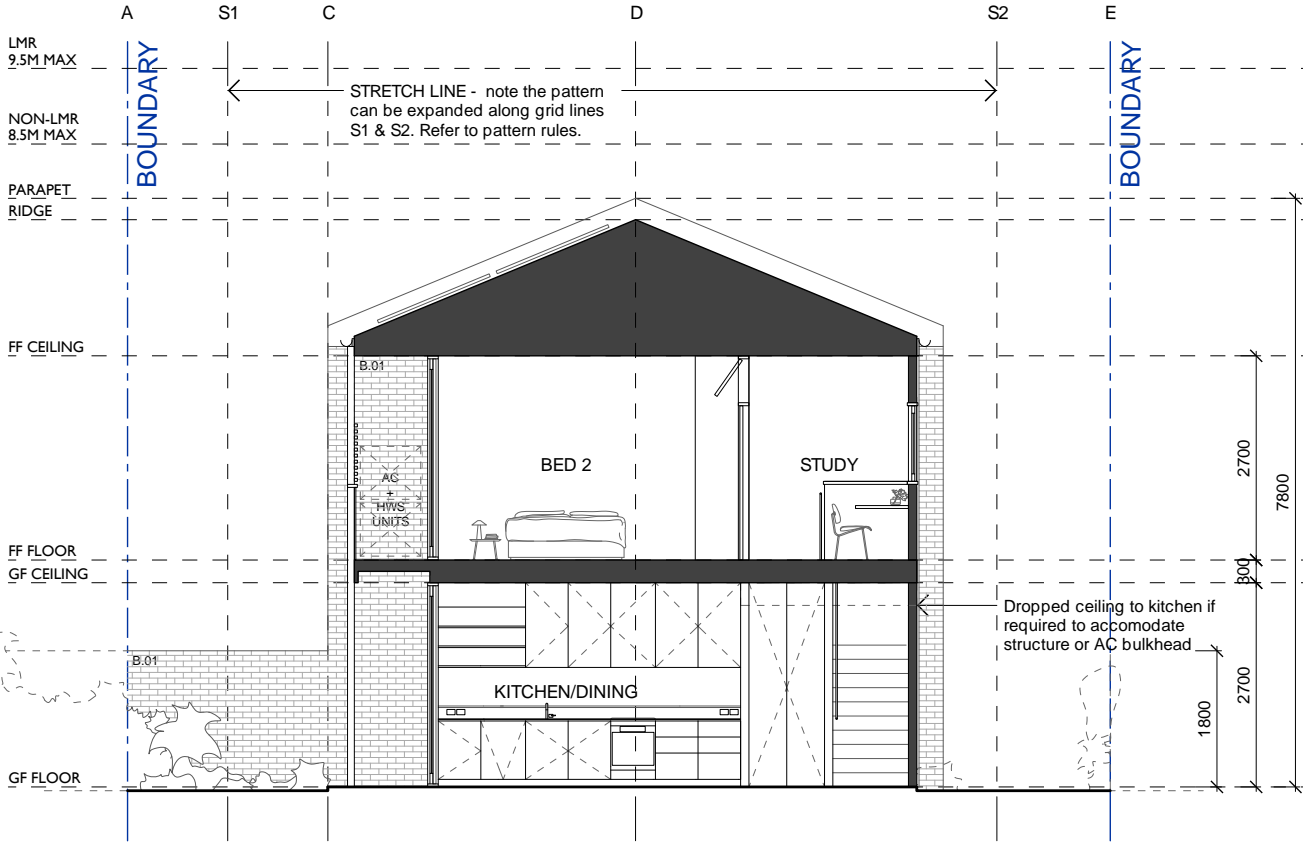 A
S1
C
D
S2
E
LMR
9.5M MAX
BOUNDARY
BOUNDARY
STRETCH LINE - note the pattern
can be expanded along grid lines
S1 & S2. Refer to pattern rules.
NON-LMR
8.5M MAX
PARAPET
RIDGE
FF CEILING
B.01
2700
7800
BED 2
STUDY
AC
+
HWS
UNITS
FF FLOOR
GF CEILING
300
Dropped ceiling to kitchen if
required to accomodate
structure or AC bulkhead
B.01
KITCHEN/DINING
2700
1800
GF FLOOR